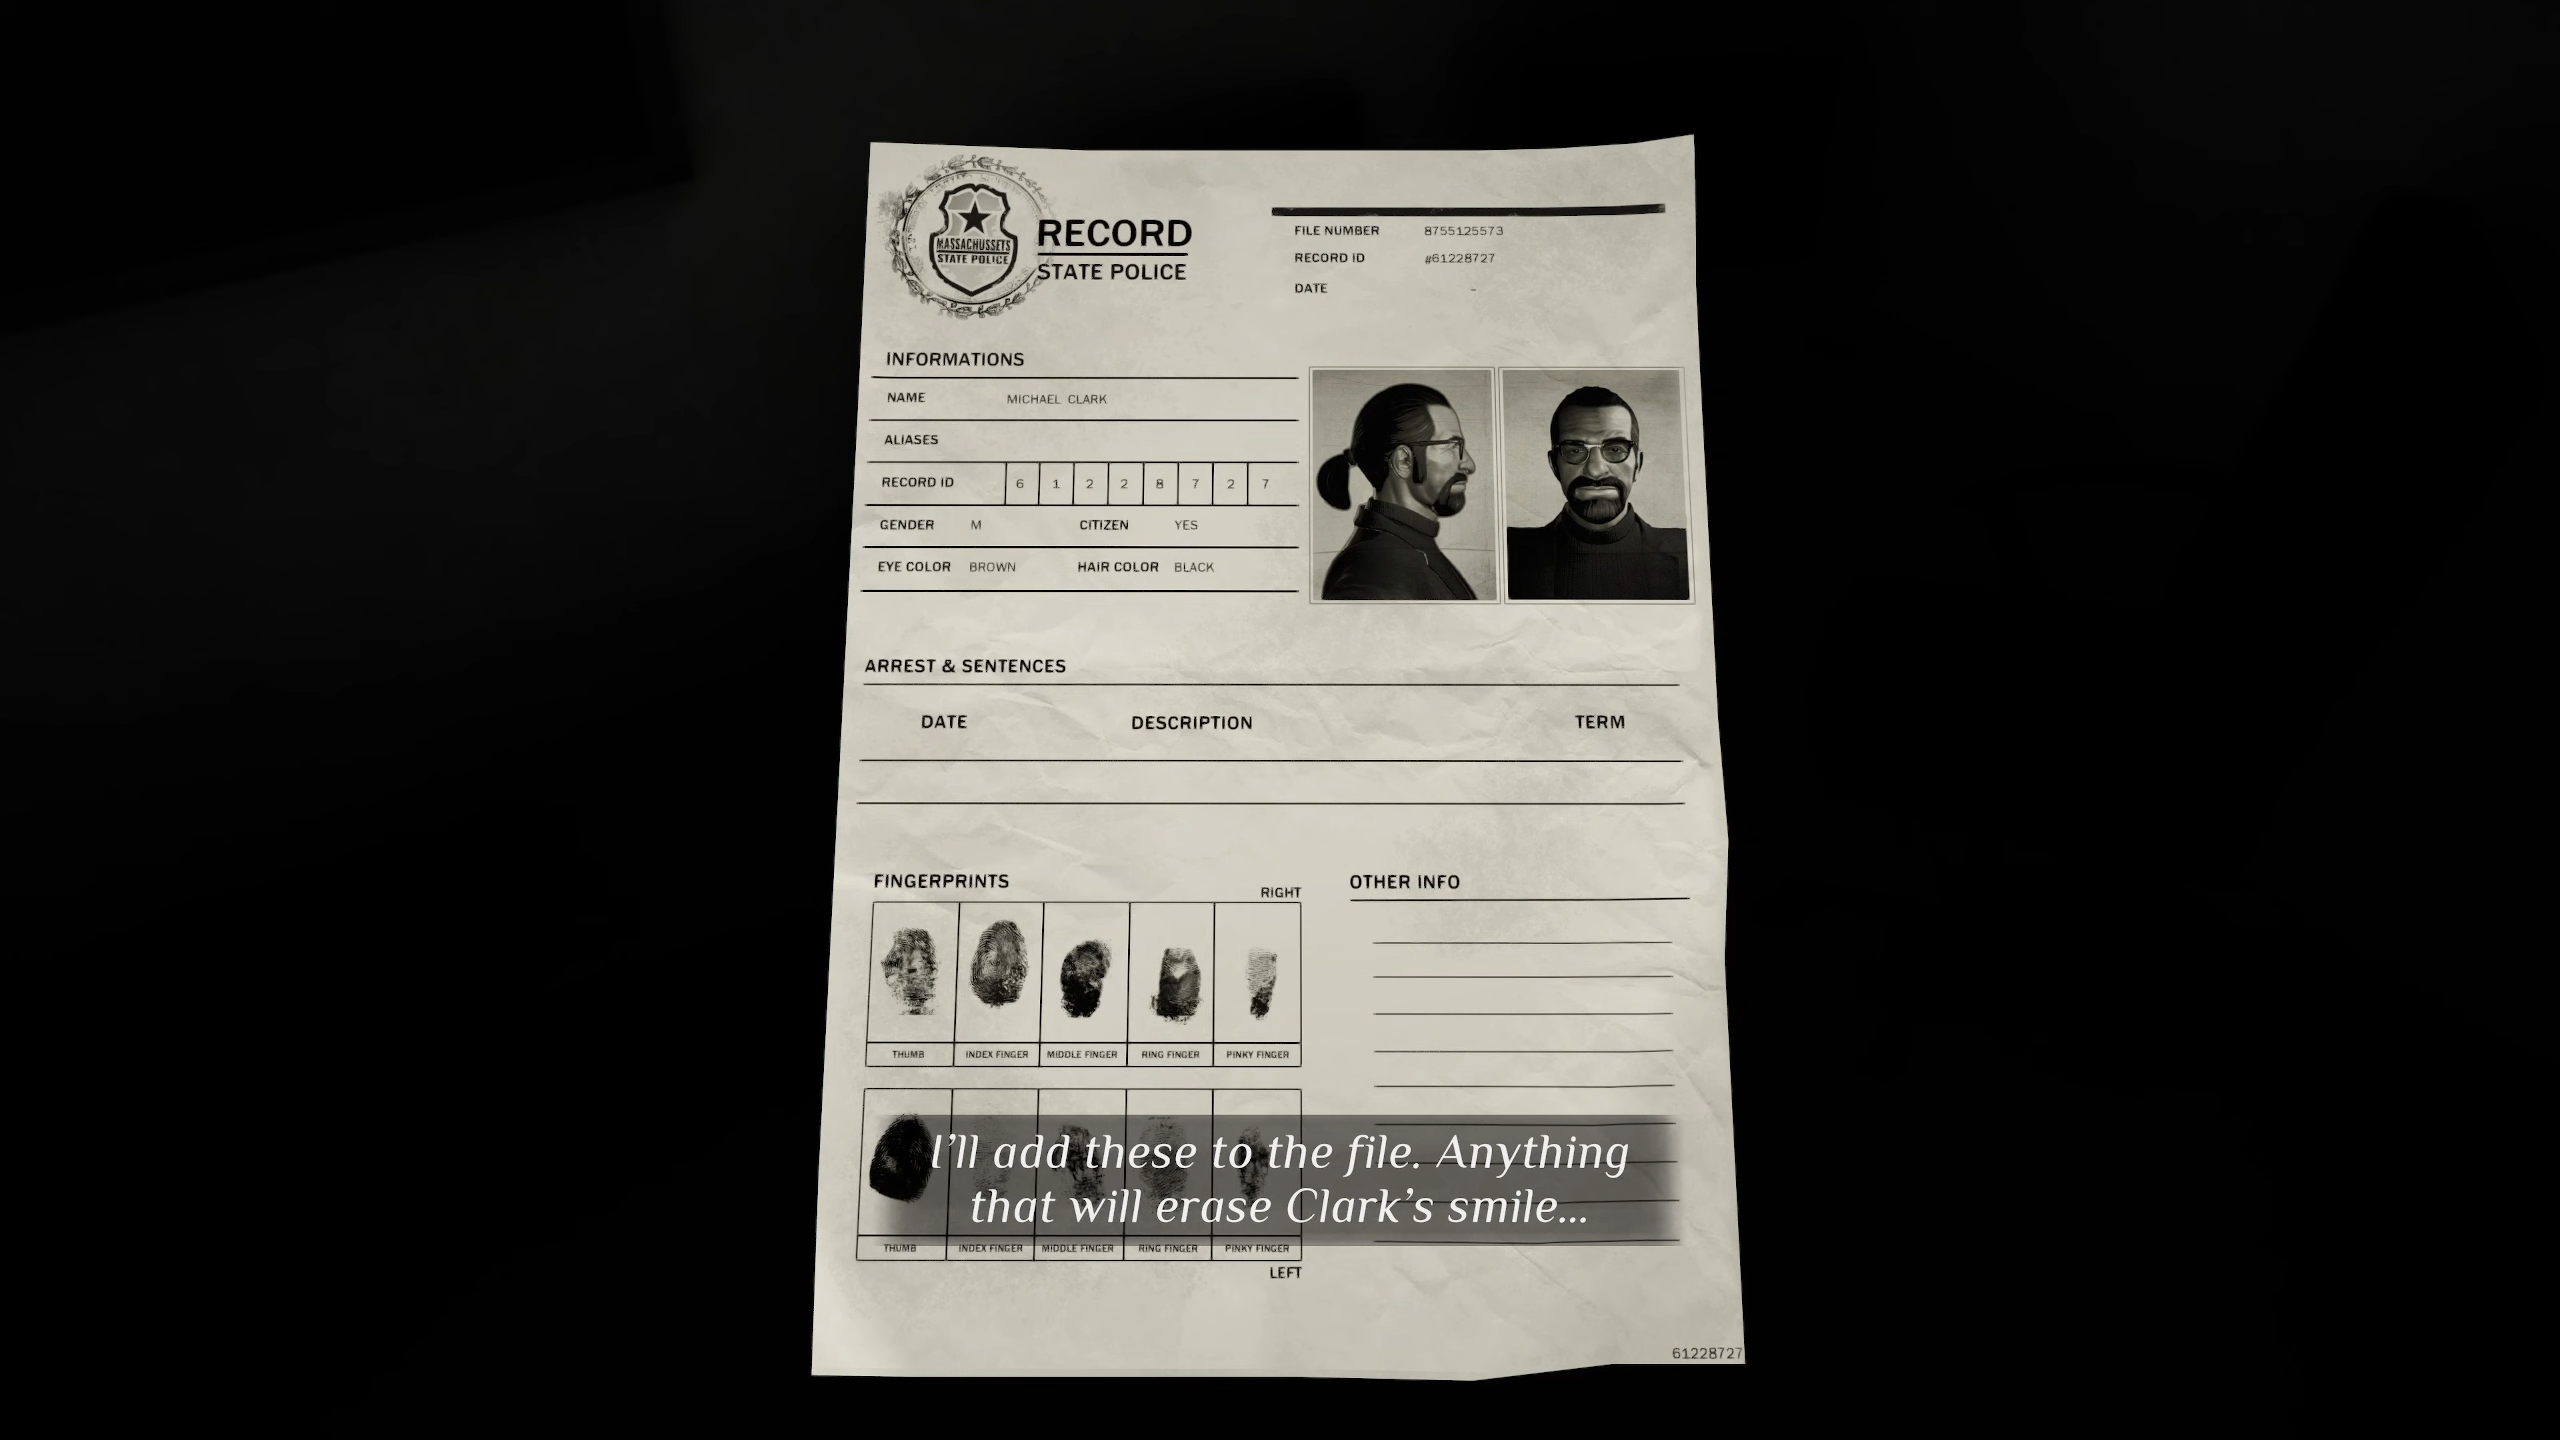 MASSACHUSSETS
STATE POLICE
RECORD
STATE POLICE
FILE NUMBER 8755125573
RECORD ID #61228727
DATE -
INFORMATIONS
NAME MICHAEL CLARK
ALIASES
RECORD ID 6 1 2 2 8 7 2 7
GENDER M CITIZEN YES
EYE COLOR BROWN HAIR COLOR BLACK
ARREST & SENTENCES
DATE DESCRIPTION TERM
FINGERPRINTS
RIGHT
THUMB INDEX FINGER MIDDLE FINGER RING FINGER PINKY FINGER
OTHER INFO
I'll add these to the file. Anything
that will erase Clark's smile...
THUMB INDEX FINGER MIDDLE FINGER RING FINGER PINKY FINGER
LEFT
61228727